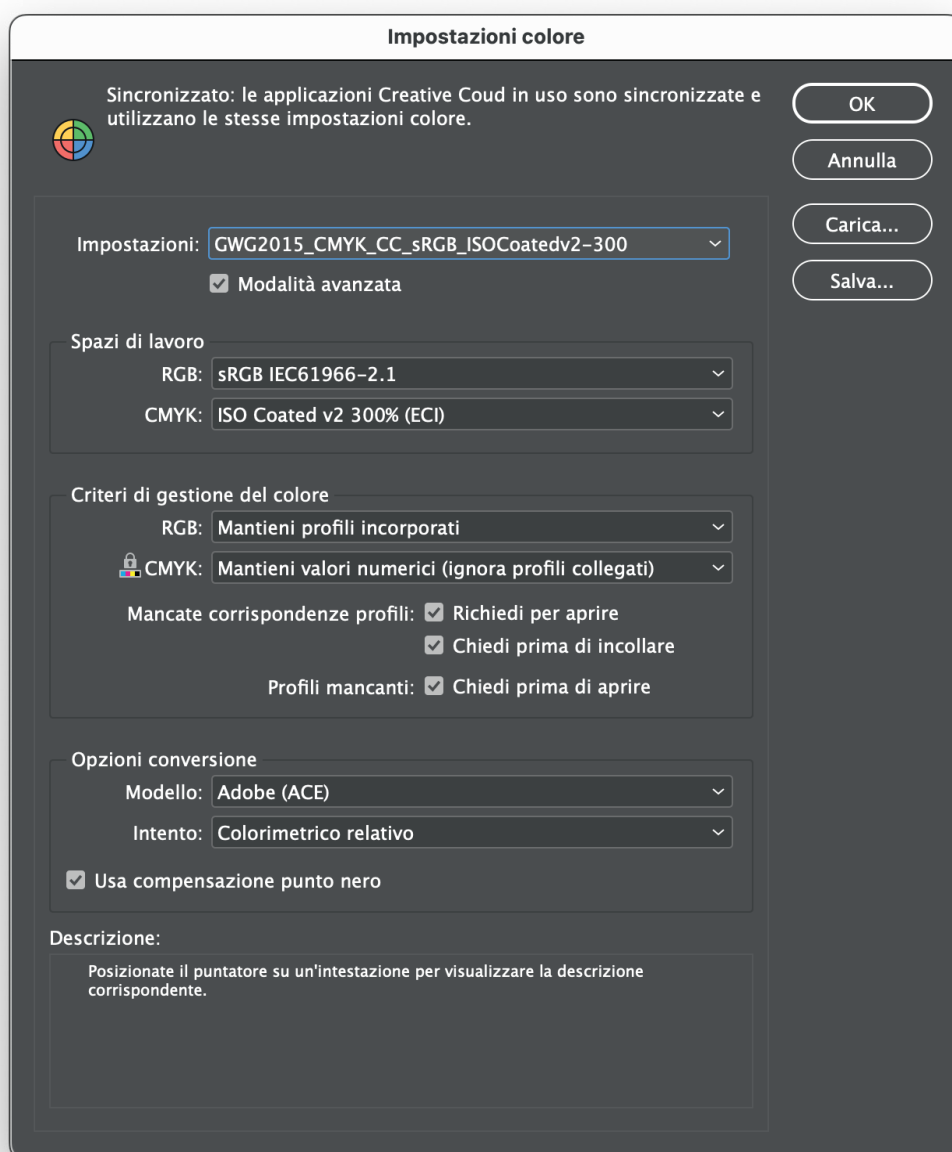 Impostazioni colore
Sincronizzato: le applicazioni Creative Coud in uso sono sincronizzate e
utilizzano le stesse impostazioni colore.
OK
Annulla
Carica...
Salva...
Impostazioni: GWG2015_CMYK_CC_sRGB_ISOCoatedv2-300
Modalità avanzata
Spazi di lavoro
RGB: sRGB IEC61966-2.1
CMYK: ISO Coated v2 300% (ECI)
Criteri di gestione del colore
RGB: Mantieni profili incorporati
CMYK: Mantieni valori numerici (ignora profili collegati)
Mancate corrispondenze profili: Richiedi per aprire
Chiedi prima di incollare
Profili mancanti: Chiedi prima di aprire
Opzioni conversione
Modello: Adobe (ACE)
Intento: Colorimetrico relativo
Usa compensazione punto nero
Descrizione:
Posizionate il puntatore su un'intestazione per visualizzare la descrizione
corrispondente.